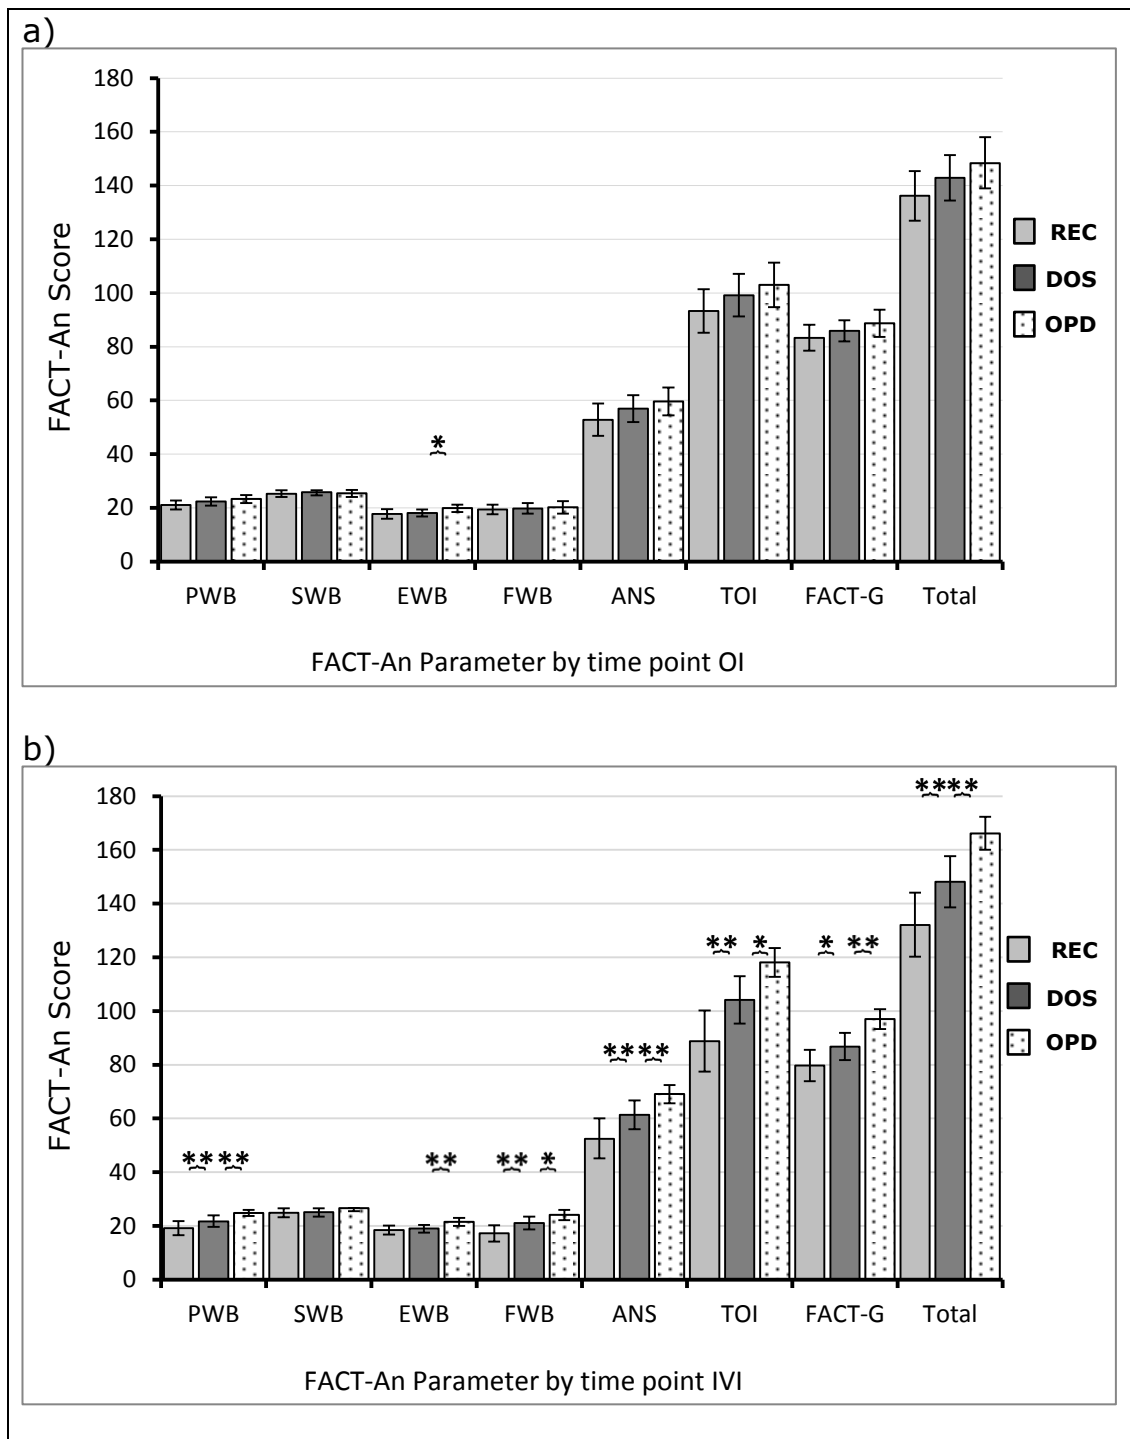 a)
FACT-An Score
180
160
140
120
100
80
60
40
20
0
*
PWB SWB EWB FWB ANS TOI FACT-G Total
FACT-An Parameter by time point OI
REC
DOS
OPD
b)
FACT-An Score
180
160
140
120
100
80
60
40
20
0
** ** ** ** * ** ** ** * * ** ** **
PWB SWB EWB FWB ANS TOI FACT-G Total
FACT-An Parameter by time point IVI
REC
DOS
OPD